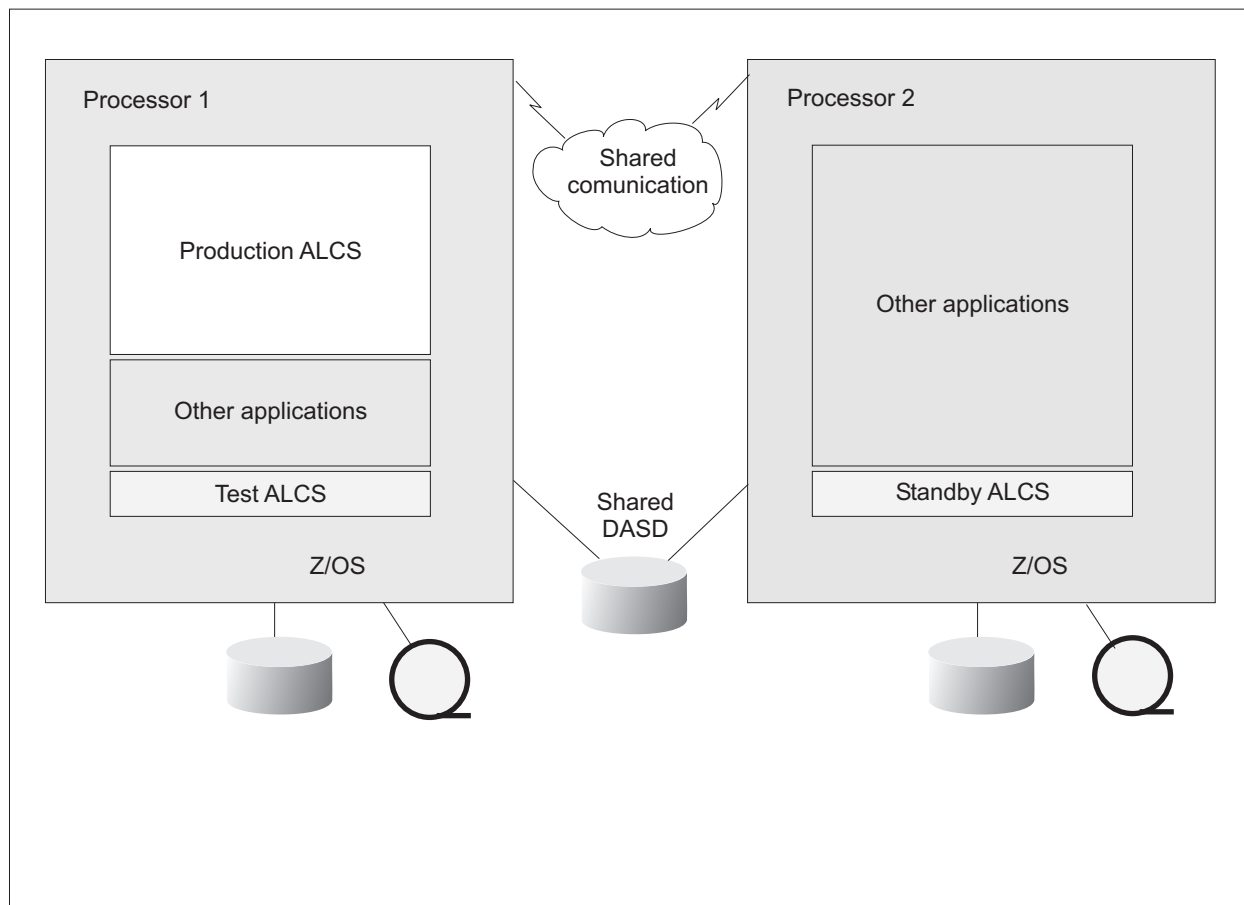 Processor 1
Production ALCS
Other applications
Test ALCS
Z/OS
Shared
comunication
Shared
DASD
Processor 2
Other applications
Standby ALCS
Z/OS